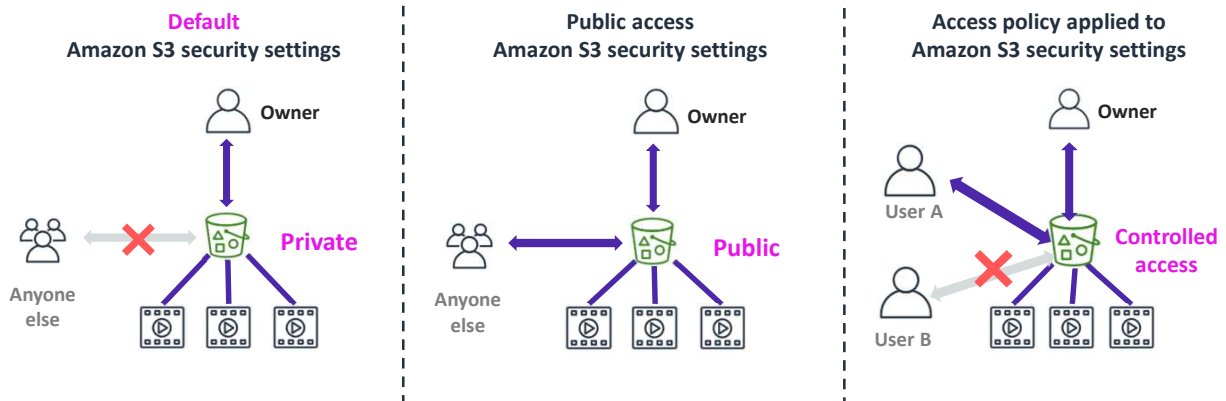 Default
Amazon S3 security settings
Owner
Private
Anyone
else
Public access
Amazon S3 security settings
Owner
Public
Anyone
else
Access policy applied to
Amazon S3 security settings
Owner
User A
Controlled
access
User B